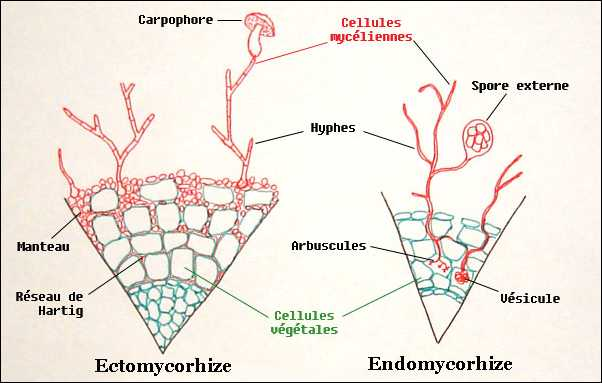 Carpophore
Cellules
mycéliennes
Spore externe
Hyphes
Manteau
Arbuscules
Réseau de
Hartig
Vésicule
Cellules
végétales
Ectomycorhize
Endomycorhize